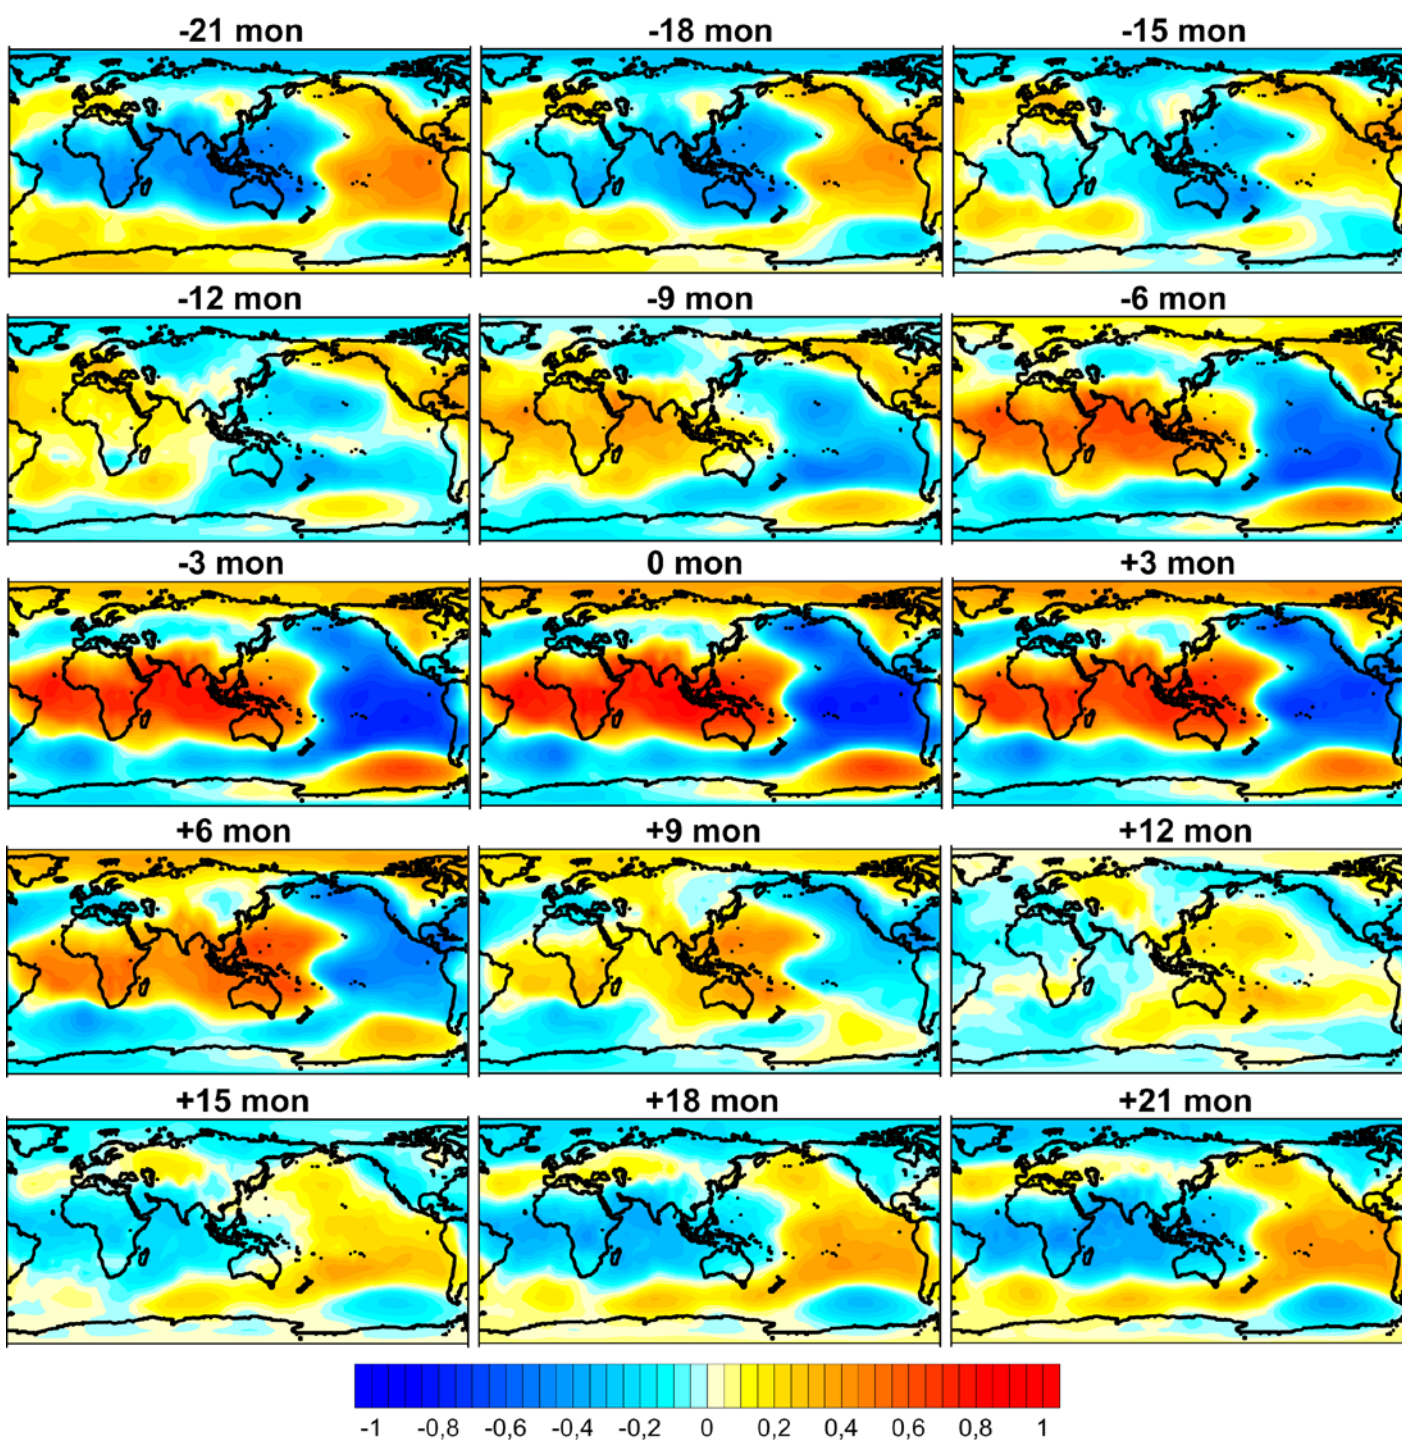 -21 mon -18 mon -15 mon
-12 mon -9 mon -6 mon
-3 mon 0 mon +3 mon
+6 mon +9 mon +12 mon
+15 mon +18 mon +21 mon
-1 -0,8 -0,6 -0,4 -0,2 0 0,2 0,4 0,6 0,8 1